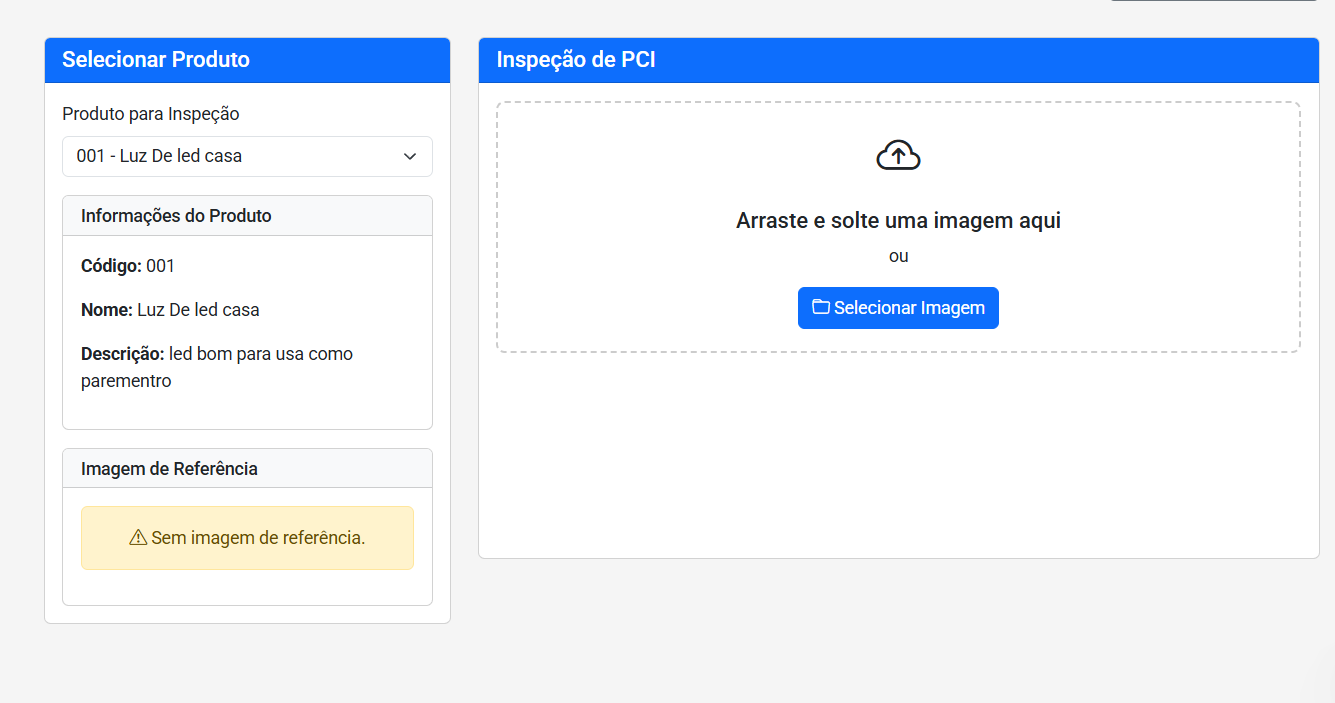 Selecionar Produto
Produto para Inspeção
001 - Luz De led casa
Informações do Produto
Código: 001
Nome: Luz De led casa
Descrição: led bom para usa como
parementro
Imagem de Referência
Sem imagem de referência.
Inspeção de PCI
Arraste e solte uma imagem aqui
ou
Selecionar Imagem